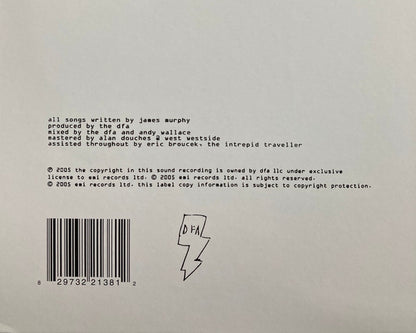 all songs written by james murphy
produced by the dfa
mixed by the dfa and andy wallace
mastered by alan douches @ west westside
assisted throughout by eric broucek, the intrepid traveller
℗ 2005 the copyright in this sound recording is owned by dfa llc under exclusive
license to emi records ltd. © 2005 emi records ltd. all rights reserved.
© 2005 emi records ltd. this label copy information is subject to copyright protection.
DFA
8 29732 21381 2